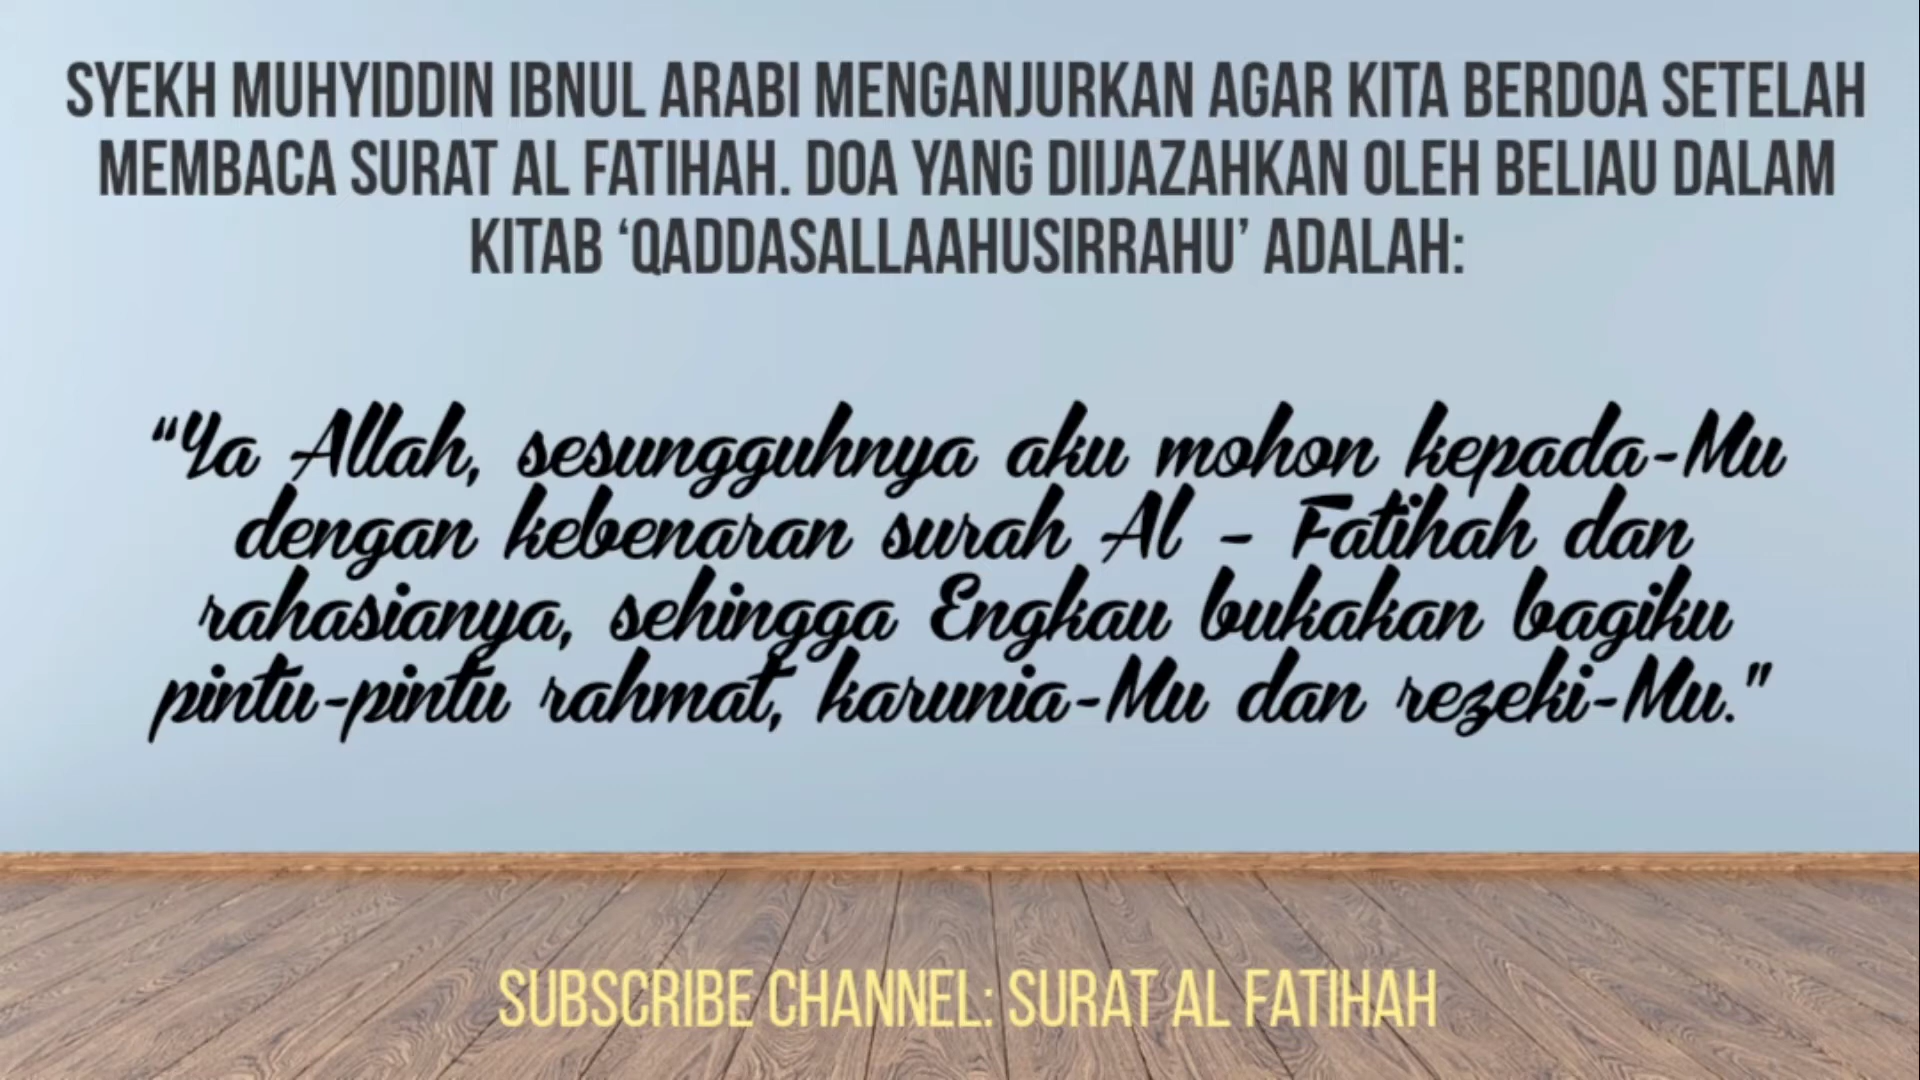 SYEKH MUHYIDDIN IBNUL ARABI MENGANJURKAN AGAR KITA BERDOA SETELAH
MEMBACA SURAT AL FATIHAH. DOA YANG DIIJAZAHKAN OLEH BELIAU DALAM
KITAB ‘QADDASALLAAHUSIRRAHU’ ADALAH:
“Ya Allah, sesungguhnya aku mohon kepada-Mu
dengan kebenaran surah Al - Fatihah dan
rahasianya, sehingga Engkau bukakan bagiku
pintu-pintu rahmat, karunia-Mu dan rezeki-Mu."
SUBSCRIBE CHANNEL: SURAT AL FATIHAH